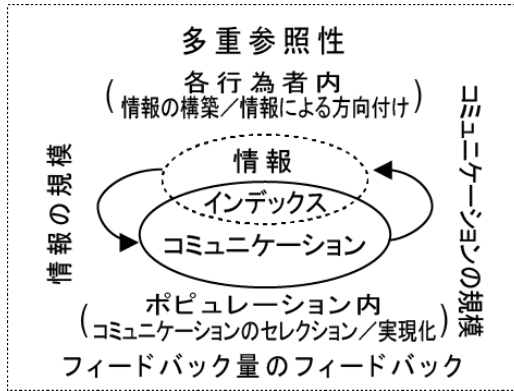 多重参照性
各行為者内
(情報の構築／情報による方向付け)
情報の規模
コミュニケーションの規模
情報
インデックス
コミュニケーション
ポピュレーション内
(コミュニケーションのセレクション／実現化)
フィードバック量のフィードバック